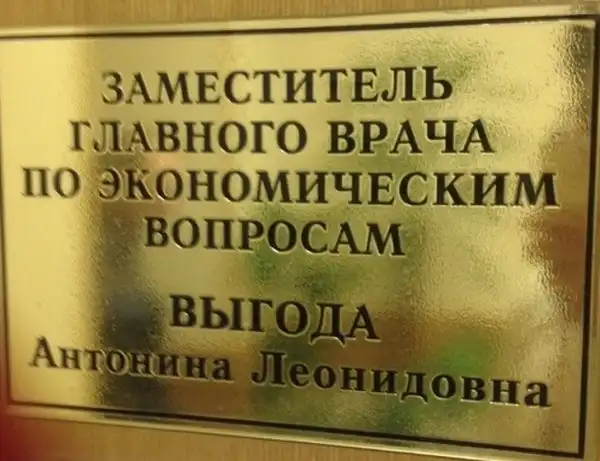 ЗАМЕСТИТЕЛЬ
ГЛАВНОГО ВРАЧА
ПО ЭКОНОМИЧЕСКИМ
ВОПРОСАМ
ВЫГОДА
Антонина Леонидовна